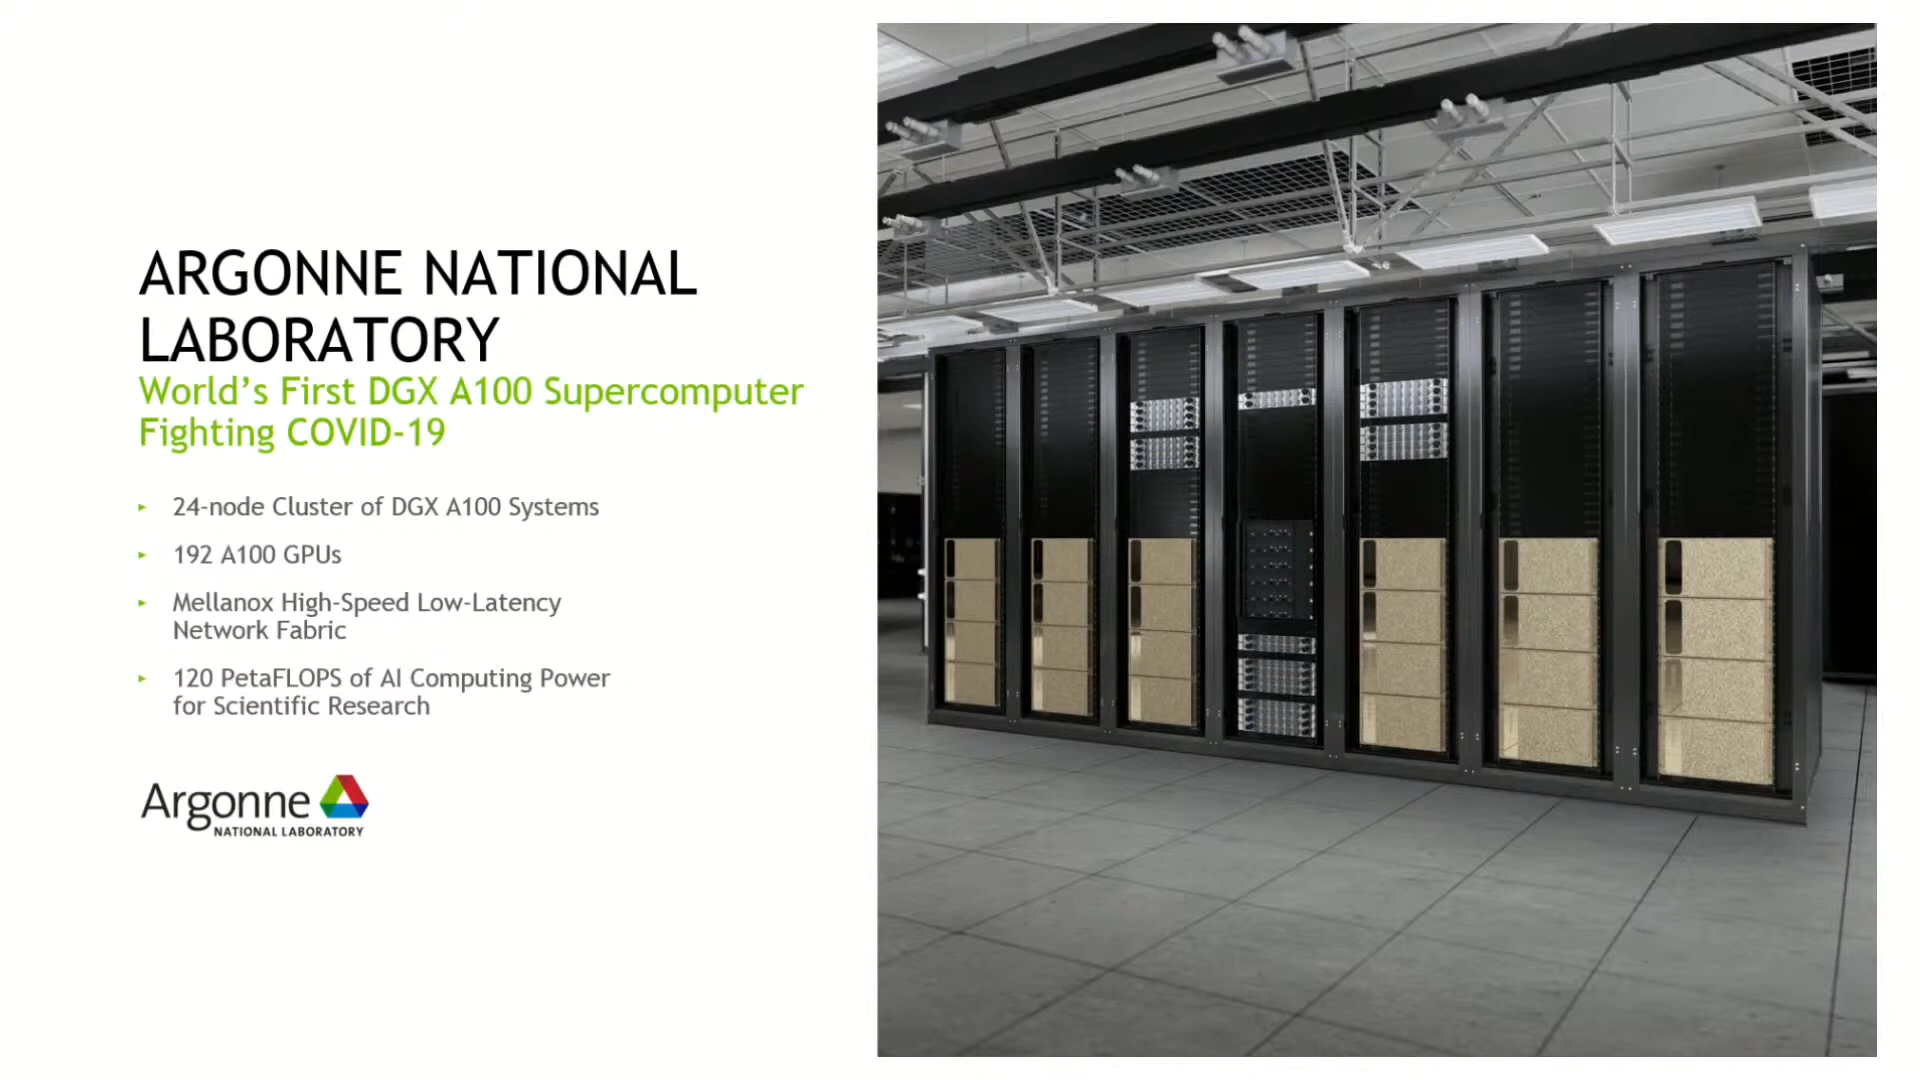 ARGONNE NATIONAL
LABORATORY
World's First DGX A100 Supercomputer
Fighting COVID-19
▸ 24-node Cluster of DGX A100 Systems
▸ 192 A100 GPUs
▸ Mellanox High-Speed Low-Latency
Network Fabric
▸ 120 PetaFLOPS of AI Computing Power
for Scientific Research
Argonne
NATIONAL LABORATORY